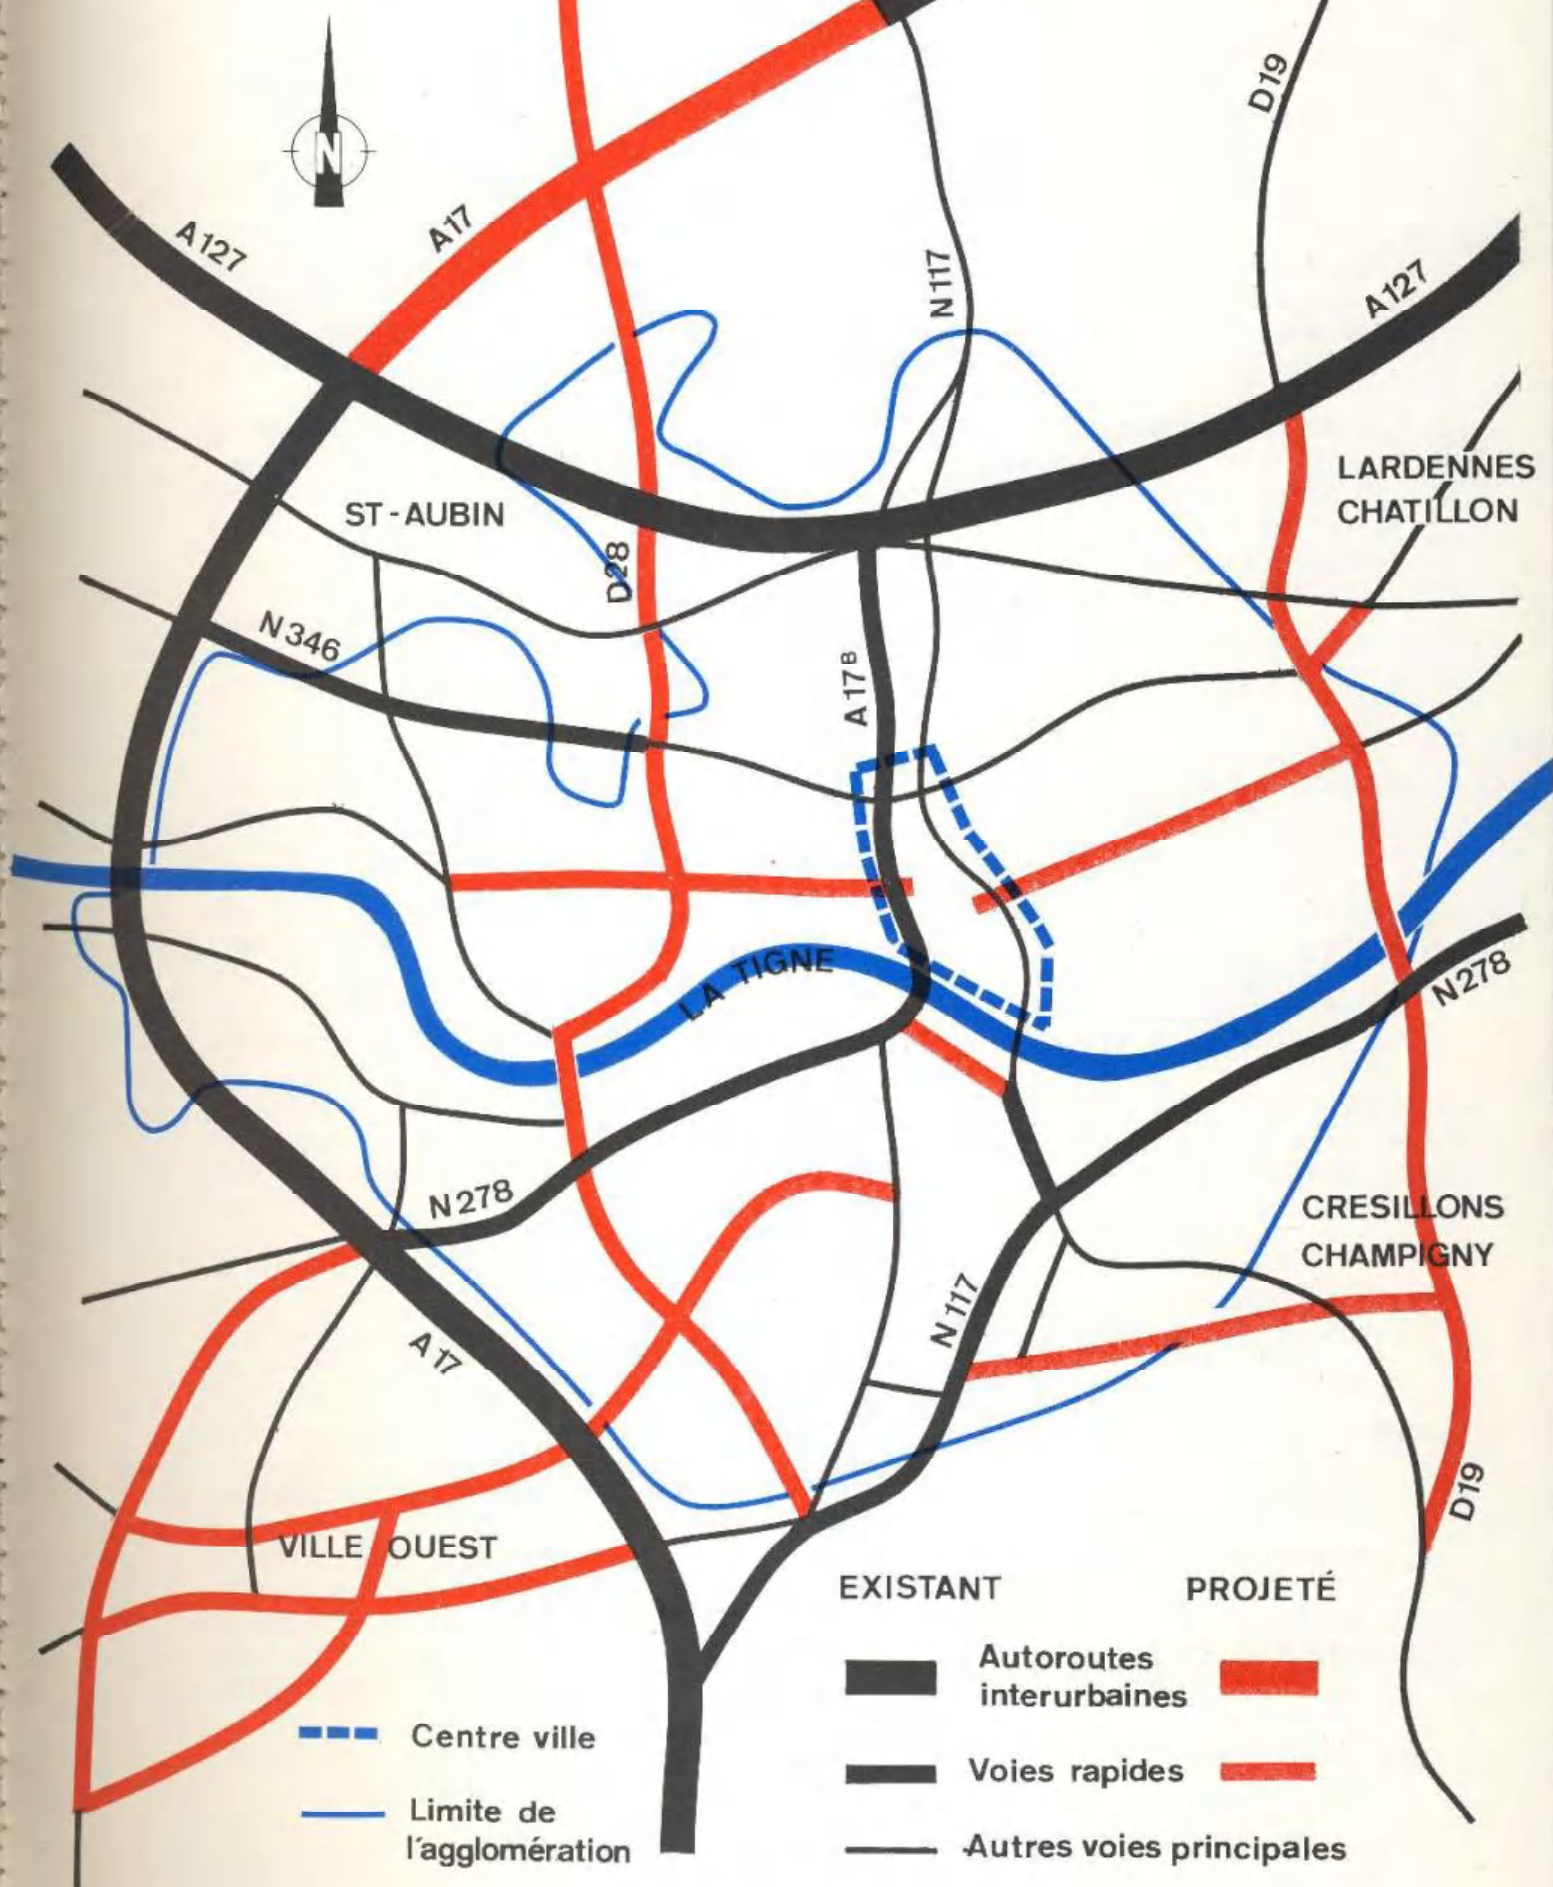 D19
N
A17
A127
N117
A127
LARDENNES
CHATILLON
ST-AUBIN
D28
N346
A17B
LA TIGNE
N278
N278
CRESILLONS
CHAMPIGNY
N117
A17
D19
VILLE OUEST
EXISTANT
PROJETÉ
Autoroutes
interurbaines
Centre ville
Voies rapides
Limite de
l'agglomération
Autres voies principales